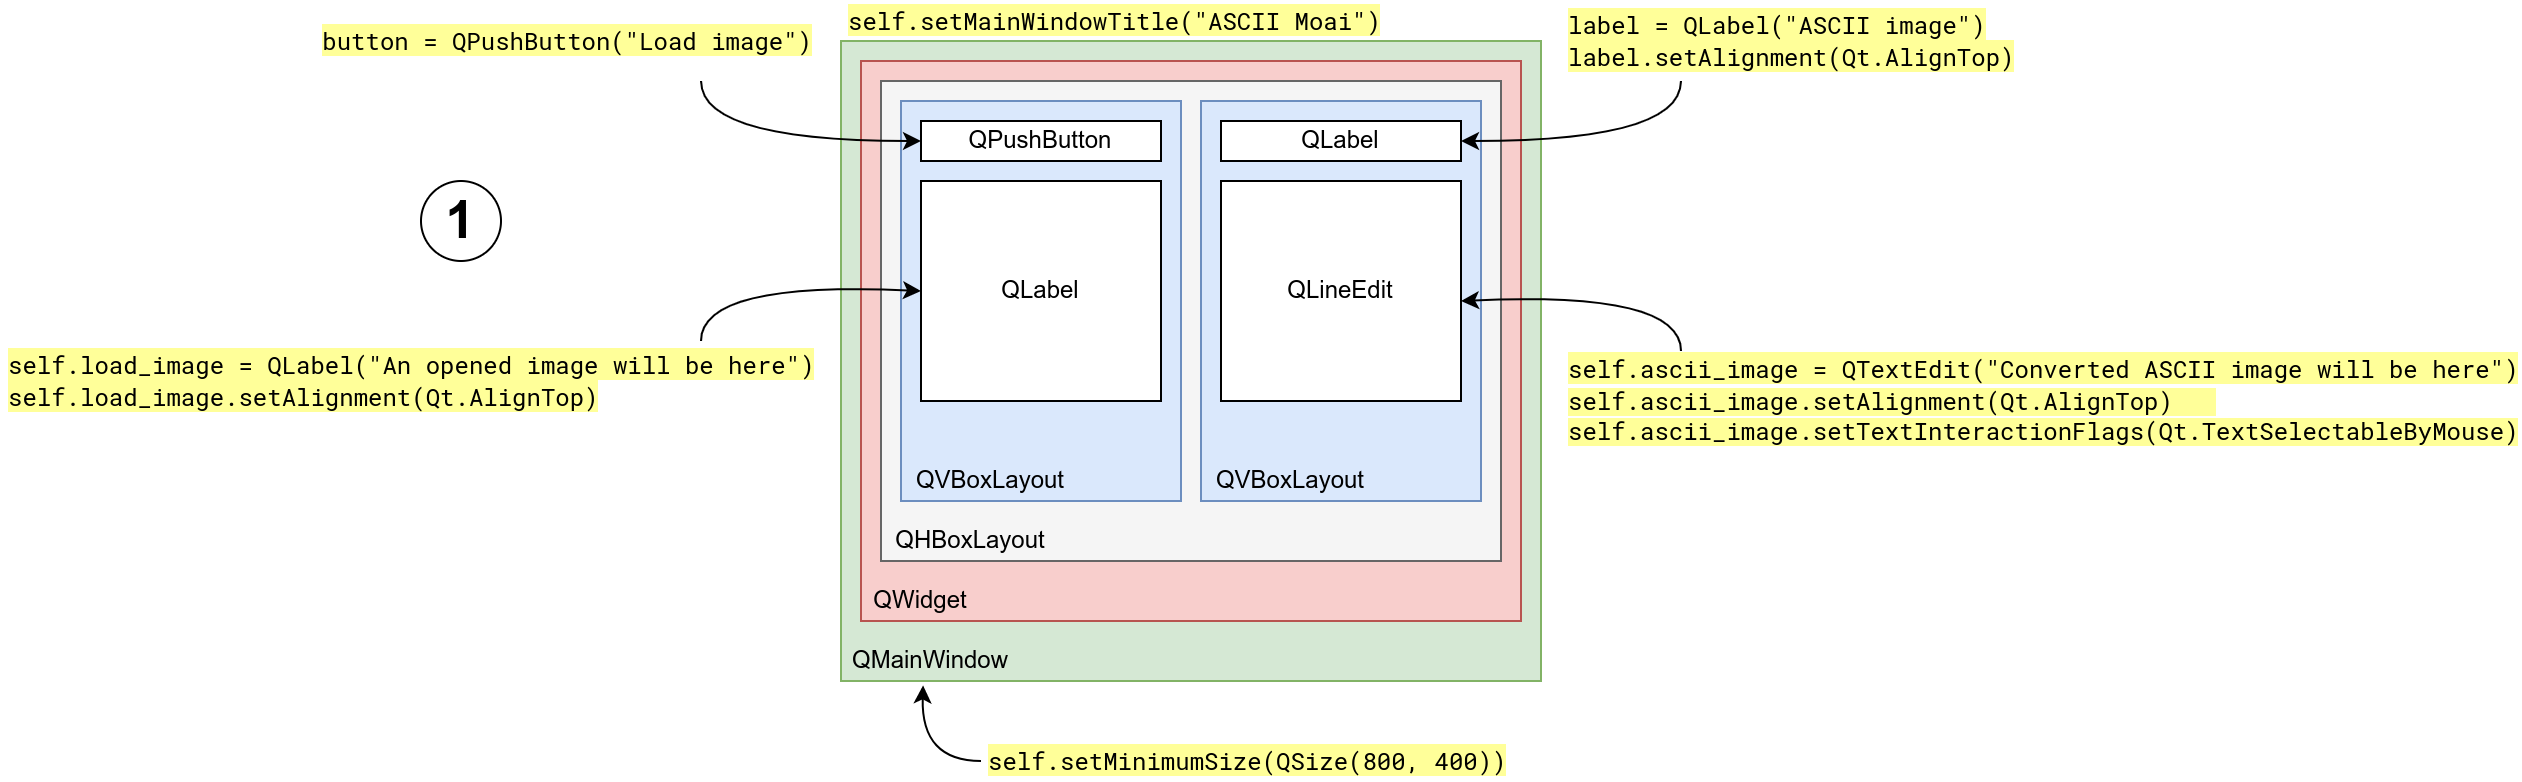 self.setMainWindowTitle("ASCII Moai")
button = QPushButton("Load image")
label = QLabel("ASCII image")
label.setAlignment(Qt.AlignTop)
QPushButton
QLabel
1
QLabel
QLineEdit
self.load_image = QLabel("An opened image will be here")
self.load_image.setAlignment(Qt.AlignTop)
self.ascii_image = QTextEdit("Converted ASCII image will be here")
self.ascii_image.setAlignment(Qt.AlignTop)
self.ascii_image.setTextInteractionFlags(Qt.TextSelectableByMouse)
QVBoxLayout
QVBoxLayout
QHBoxLayout
QWidget
QMainWindow
self.setMinimumSize(QSize(800, 400))